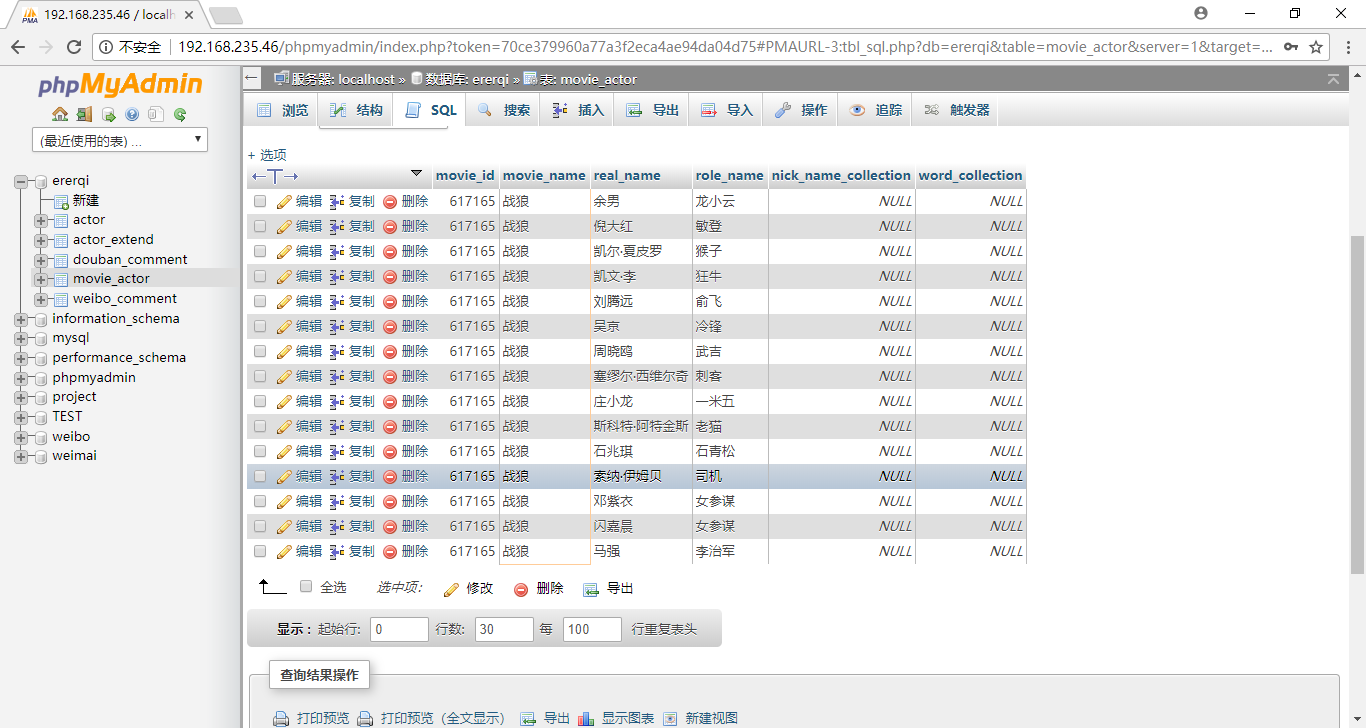 192.168.235.46 / localh
不安全 192.168.235.46/phpmyadmin/index.php?token=70ce379960a77a3f2eca4ae94da04d75#PMAURL-3:tbl_sql.php?db=ererqi&table=movie_actor&server=1&target=...
phpMyAdmin
(最近使用的表) ...
ererqi
新建
actor
actor_extend
douban_comment
movie_actor
weibo_comment
information_schema
mysql
performance_schema
phpmyadmin
project
TEST
weibo
weimai
服务器: localhost » 数据库: ererqi » 表: movie_actor
浏览 结构 SQL 搜索 插入 导出 导入 操作 追踪 触发器
+ 选项
←T→ movie_id movie_name real_name role_name nick_name_collection word_collection
编辑 复制 删除 617165 战狼 余男 龙小云 NULL NULL
编辑 复制 删除 617165 战狼 倪大红 敏登 NULL NULL
编辑 复制 删除 617165 战狼 凯尔·夏皮罗 猴子 NULL NULL
编辑 复制 删除 617165 战狼 凯文·李 狂牛 NULL NULL
编辑 复制 删除 617165 战狼 刘腾远 俞飞 NULL NULL
编辑 复制 删除 617165 战狼 吴京 冷锋 NULL NULL
编辑 复制 删除 617165 战狼 周晓鸥 武吉 NULL NULL
编辑 复制 删除 617165 战狼 塞缪尔·西维尔奇 刺客 NULL NULL
编辑 复制 删除 617165 战狼 庄小龙 一米五 NULL NULL
编辑 复制 删除 617165 战狼 斯科特·阿特金斯 老猫 NULL NULL
编辑 复制 删除 617165 战狼 石兆琪 石青松 NULL NULL
编辑 复制 删除 617165 战狼 索纳·伊姆贝 司机 NULL NULL
编辑 复制 删除 617165 战狼 邓紫衣 女参谋 NULL NULL
编辑 复制 删除 617165 战狼 闪嘉晨 女参谋 NULL NULL
编辑 复制 删除 617165 战狼 马强 李治军 NULL NULL
全选 选中项: 修改 删除 导出
显示 : 起始行: 0 行数: 30 每 100 行重复表头
查询结果操作
打印预览 打印预览 (全文显示) 导出 显示图表 新建视图